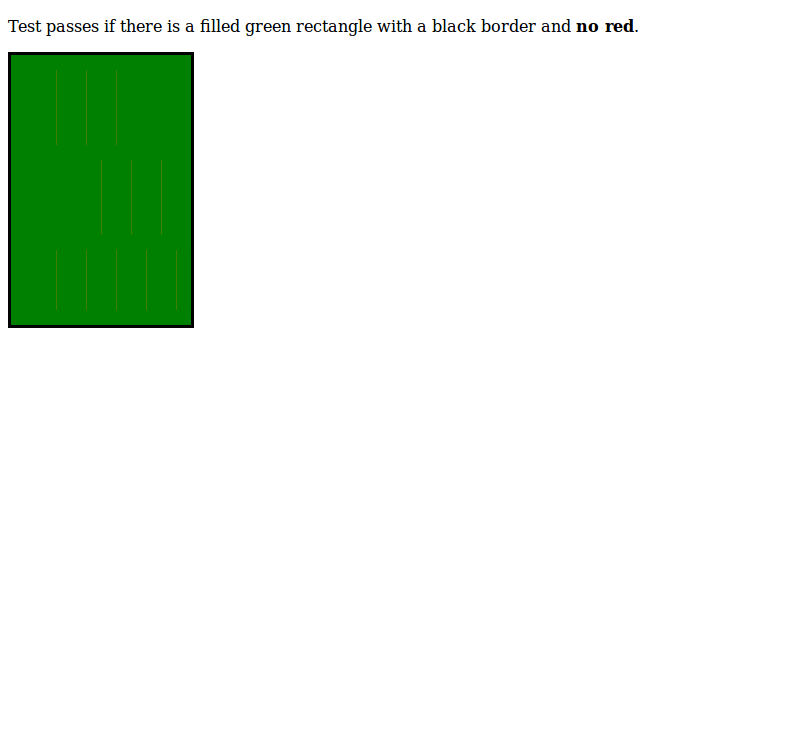 Test passes if there is a filled green rectangle with a black border and no red.